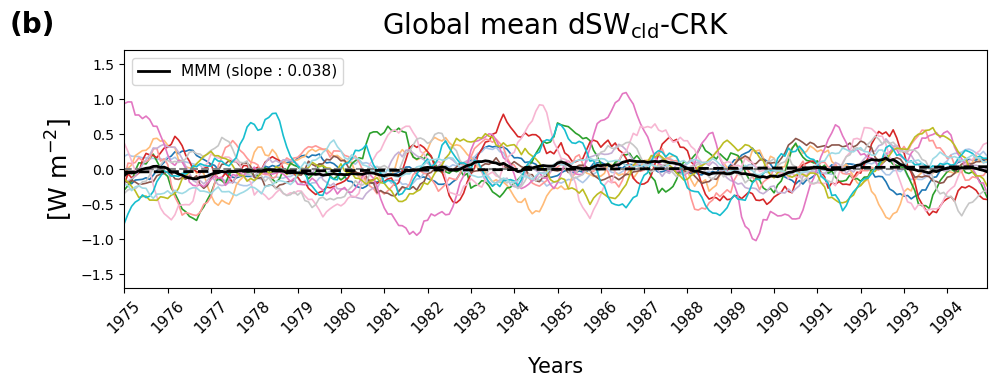 (b)
Global mean dSW_cld-CRK
MMM (slope : 0.038)
[W m⁻²]
1.5
1.0
0.5
0.0
−0.5
−1.0
−1.5
1975 1976 1977 1978 1979 1980 1981 1982 1983 1984 1985 1986 1987 1988 1989 1990 1991 1992 1993 1994
Years